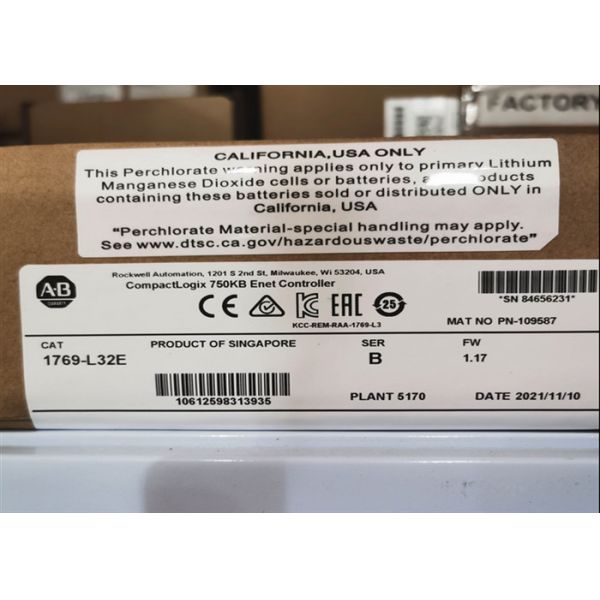 FACTORY
CALIFORNIA,USA ONLY
This Perchlorate warning applies only to primary Lithium
Manganese Dioxide cells or batteries, and products
containing these batteries sold or distributed ONLY in
California, USA
"Perchlorate Material-special handling may apply.
See www.dtsc.ca.gov/hazardouswaste/perchlorate"
Rockwell Automation, 1201 S 2nd St, Milwaukee, Wi 53204, USA
CompactLogix 750KB Enet Controller
A-B
CE
EAC
25
KCC-REM-RAA-1769-L3
*SN 84656231*
MAT NO PN-109587
CAT
1769-L32E
PRODUCT OF SINGAPORE
SER
B
FW
1.17
10612598313935
PLANT 5170
DATE 2021/11/10